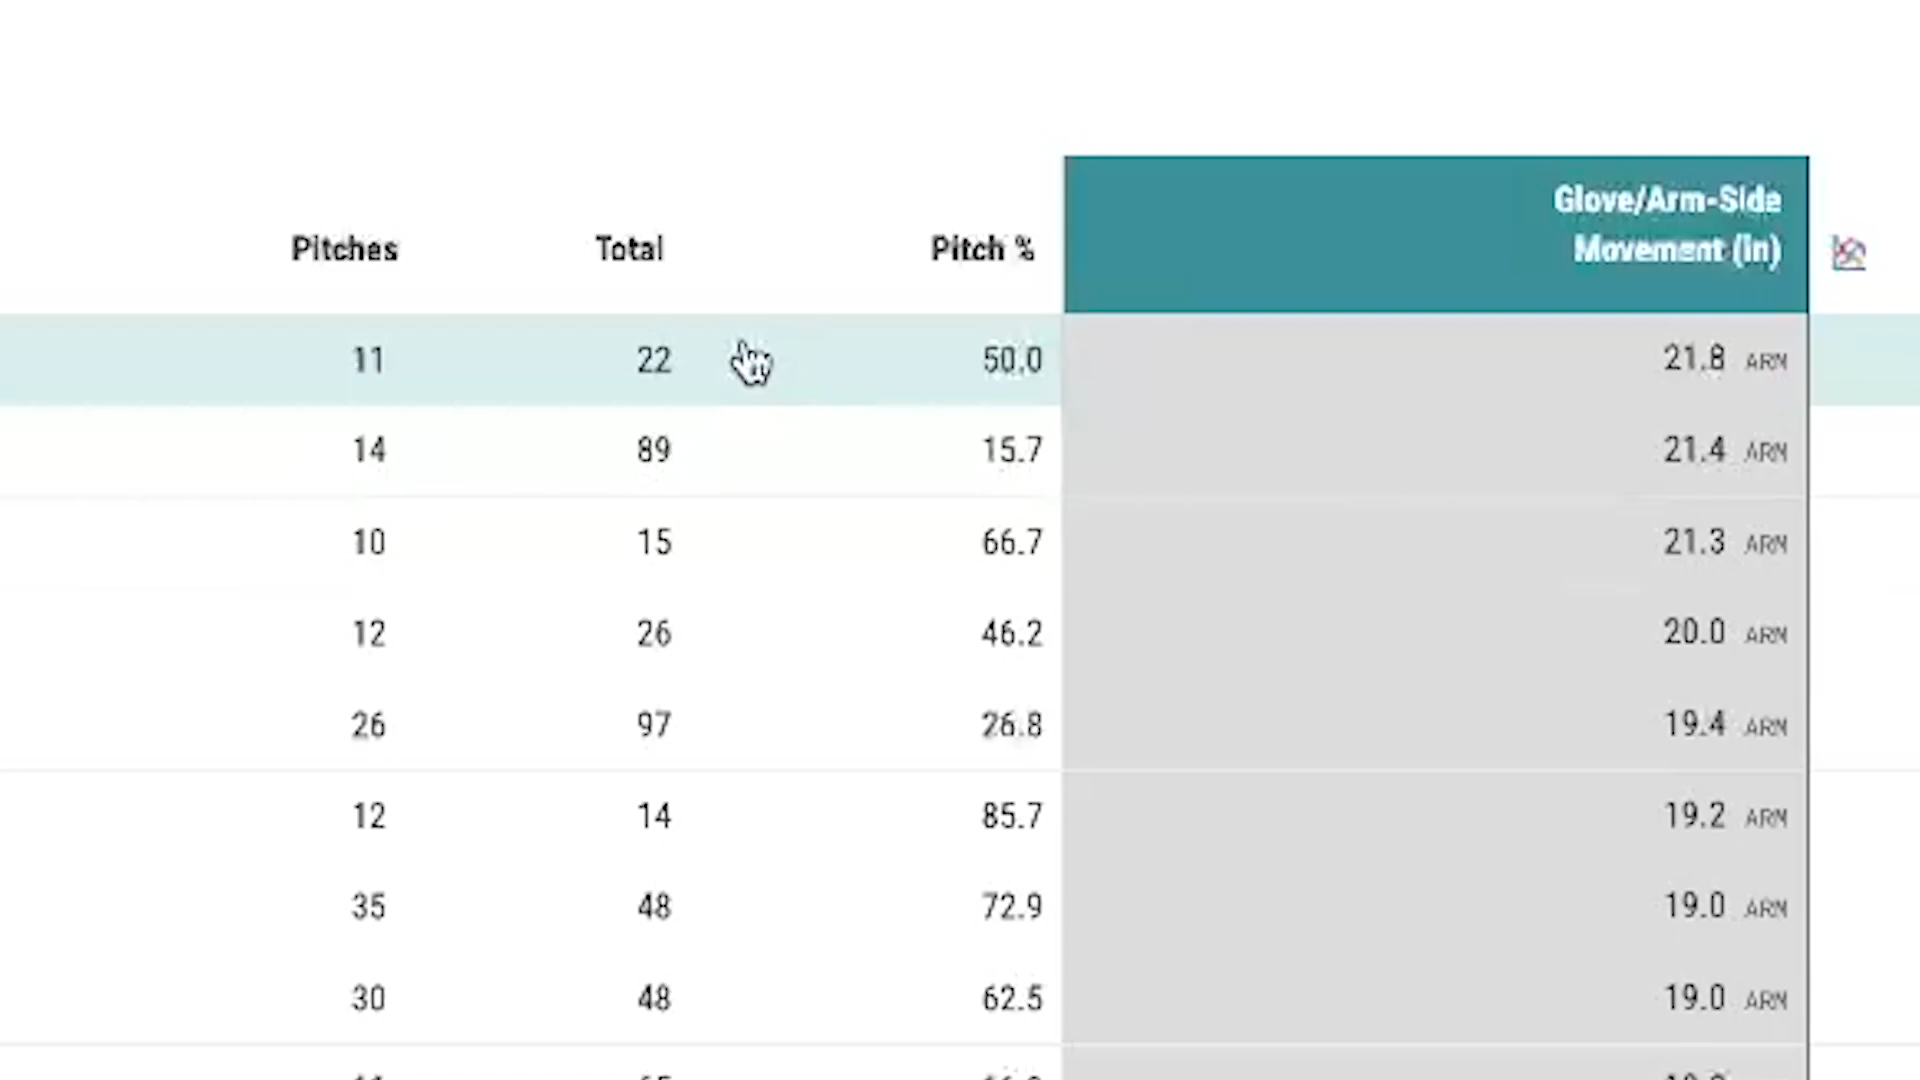 Pitches Total Pitch % Glove/Arm-Side Movement (in)
11 22 50.0 21.8 ARM
14 89 15.7 21.4 ARM
10 15 66.7 21.3 ARM
12 26 46.2 20.0 ARM
26 97 26.8 19.4 ARM
12 14 85.7 19.2 ARM
35 48 72.9 19.0 ARM
30 48 62.5 19.0 ARM